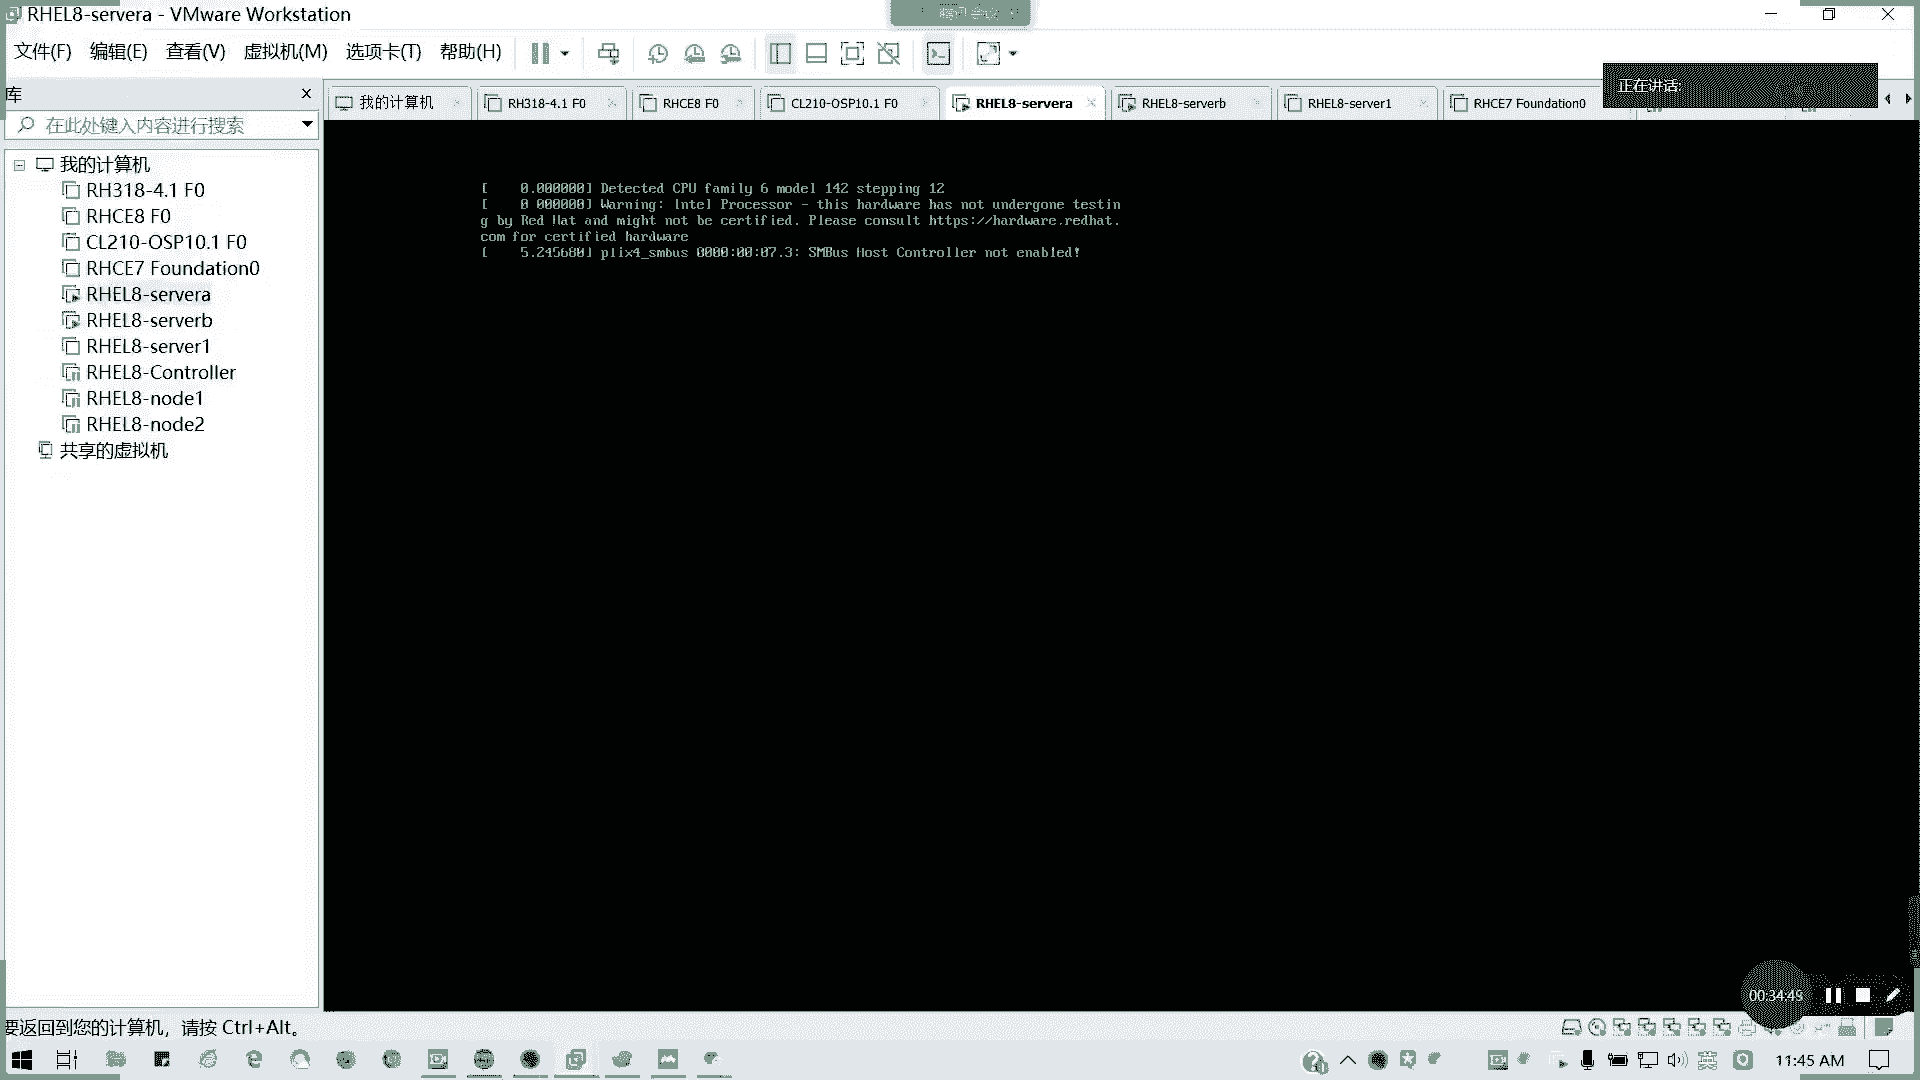 RHEL8-servera - VMware Workstation
文件(F) 编辑(E) 查看(V) 虚拟机(M) 选项卡(T) 帮助(H)
正在讲话:
库
在此处键入内容进行搜索
我的计算机 RH318-4.1 F0 RHCE8 F0 CL210-OSP10.1 F0 RHEL8-servera RHEL8-serverb RHEL8-server1 RHCE7 Foundation0
我的计算机
RH318-4.1 F0
RHCE8 F0
CL210-OSP10.1 F0
RHCE7 Foundation0
RHEL8-servera
RHEL8-serverb
RHEL8-server1
RHEL8-Controller
RHEL8-node1
RHEL8-node2
共享的虚拟机
[    0.000000] Detected CPU family 6 model 142 stepping 12
[    0 000000] Warning: Intel Processor - this hardware has not undergone testin
g by Red Hat and might not be certified. Please consult https://hardware.redhat.
com for certified hardware
[    5.245680] piix4_smbus 0000:00:07.3: SMBus Host Controller not enabled!
00:34:49
要返回到您的计算机，请按 Ctrl+Alt。
英
11:45 AM